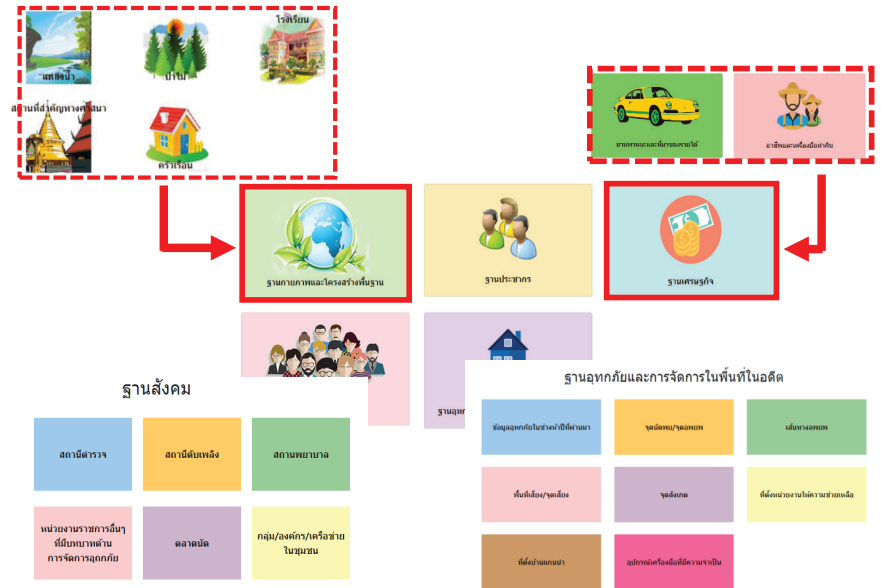 โรงเรียน
แหล่งน้ำ
ป่าไม้
สถานที่สำคัญทางศาสนา
ครัวเรือน
ยานพาหนะและที่มาของรายได้
อาชีพและเครื่องมือทำกิน
ฐานกายภาพและโครงสร้างพื้นฐาน
ฐานประชากร
ฐานเศรษฐกิจ
ฐานสังคม
สถานีตำรวจ
สถานีดับเพลิง
สถานพยาบาล
หน่วยงานราชการอื่นๆ
ที่มีบทบาทด้าน
การจัดการอุถกภัย
ตลาดนัด
กลุ่ม/องค์กร/เครือข่าย
ในชุมชน
ฐานอุทกภัยและการจัดการในพื้นที่ในอดีต
ข้อมูลอุทกภัยในช่วงห้าปีที่ผ่านมา
จุดนัดพบ/จุดอพยพ
เส้นทางอพยพ
พื้นที่เสี่ยง/จุดเสี่ยง
จุดสังเกต
ที่ตั้งหน่วยงานให้ความช่วยเหลือ
ที่ตั้งบ้านแกนนำ
อุปกรณ์เครื่องมือที่มีความจำเป็น